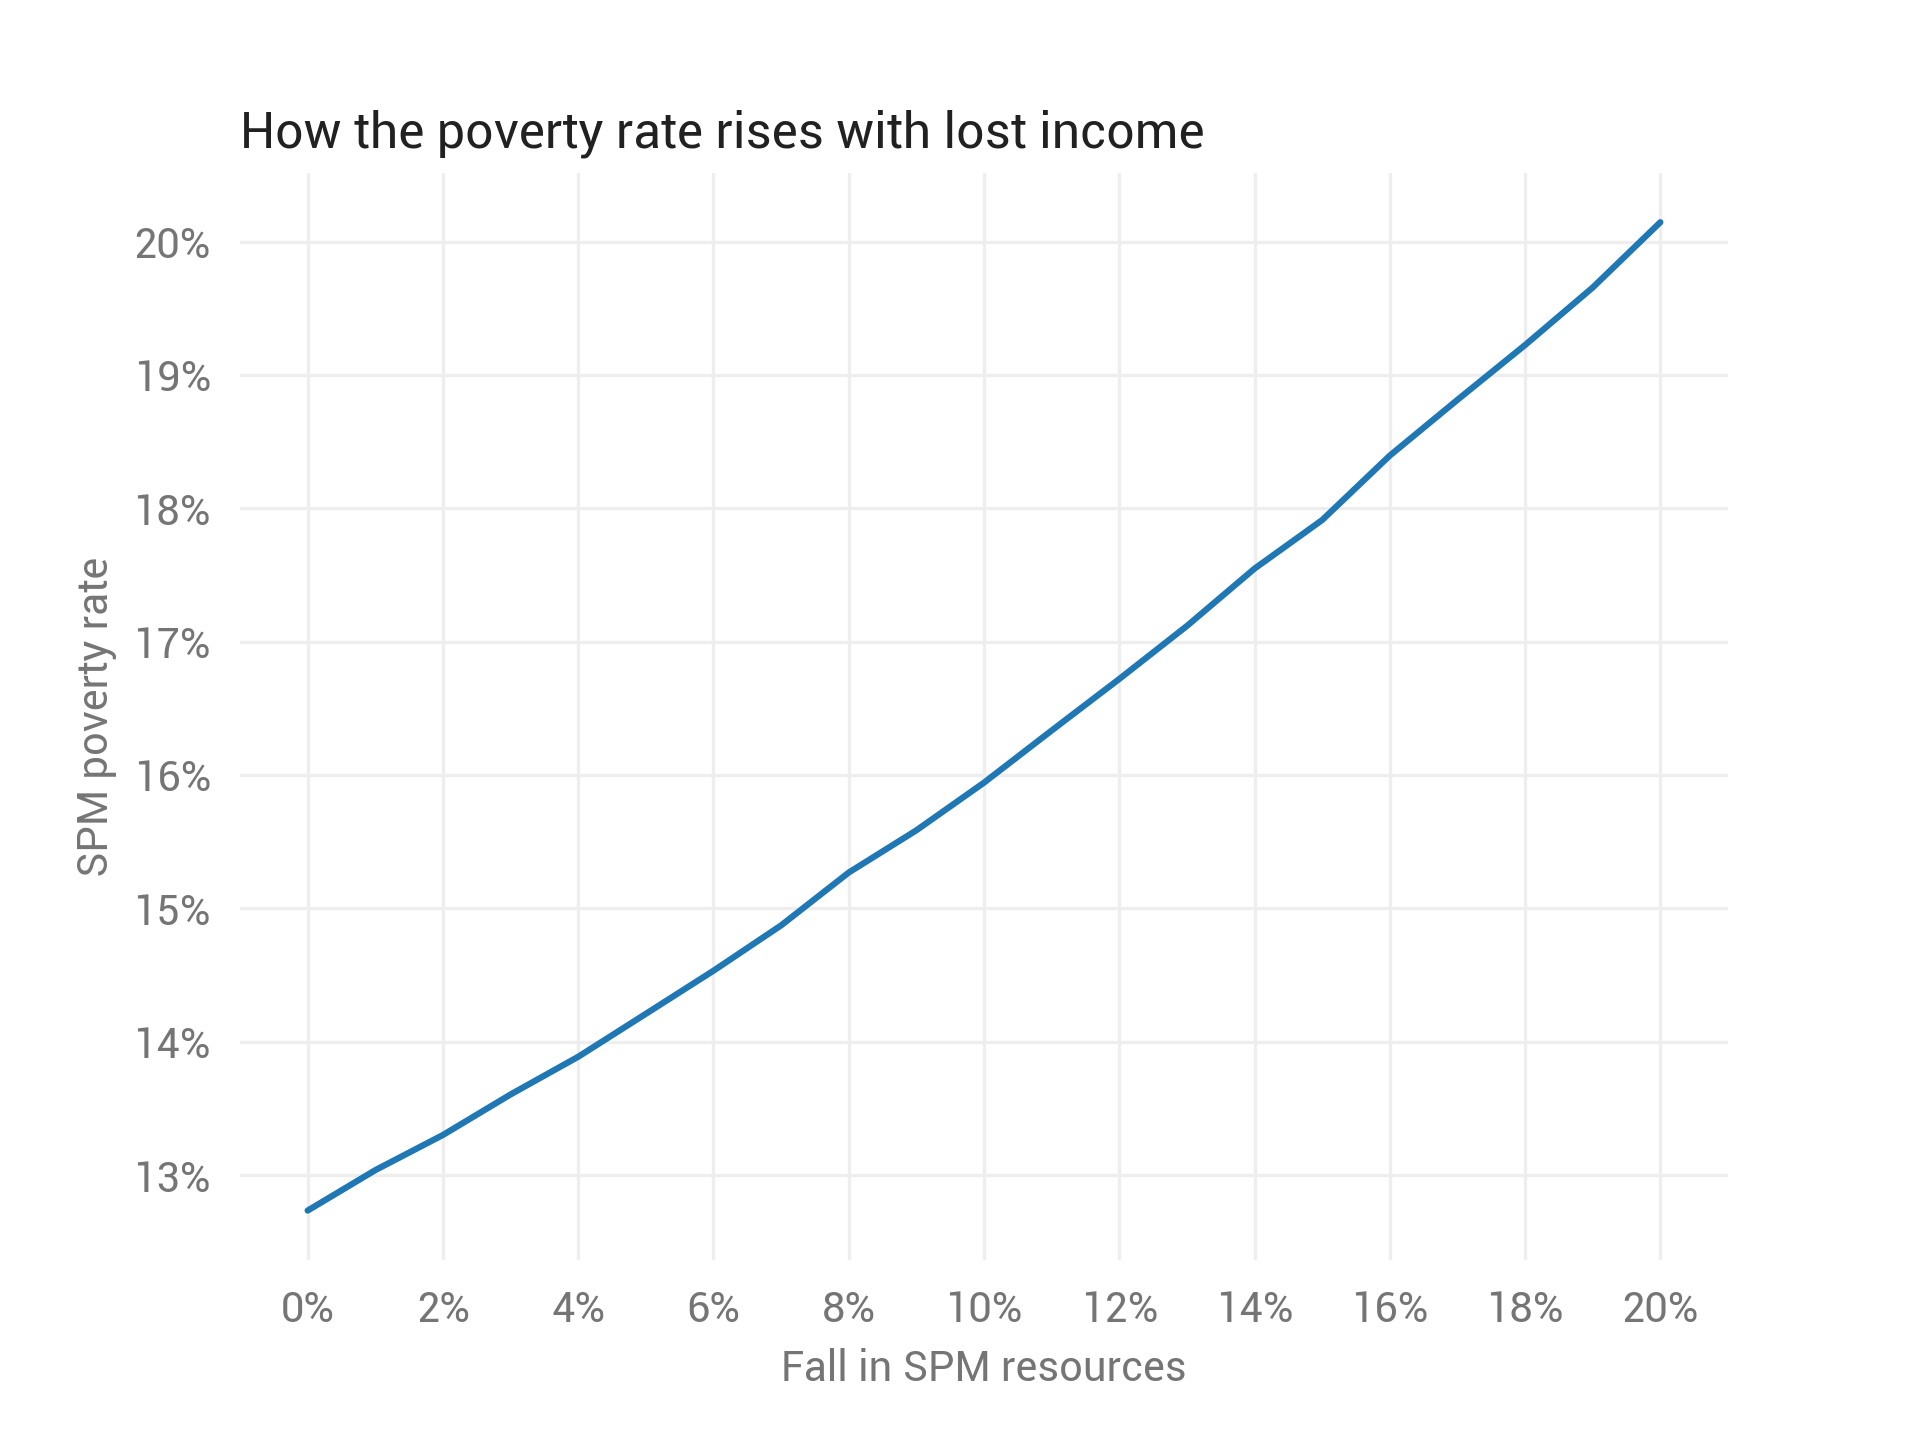 How the poverty rate rises with lost income
20%
19%
18%
17%
16%
15%
14%
13%
SPM poverty rate
0% 2% 4% 6% 8% 10% 12% 14% 16% 18% 20%
Fall in SPM resources